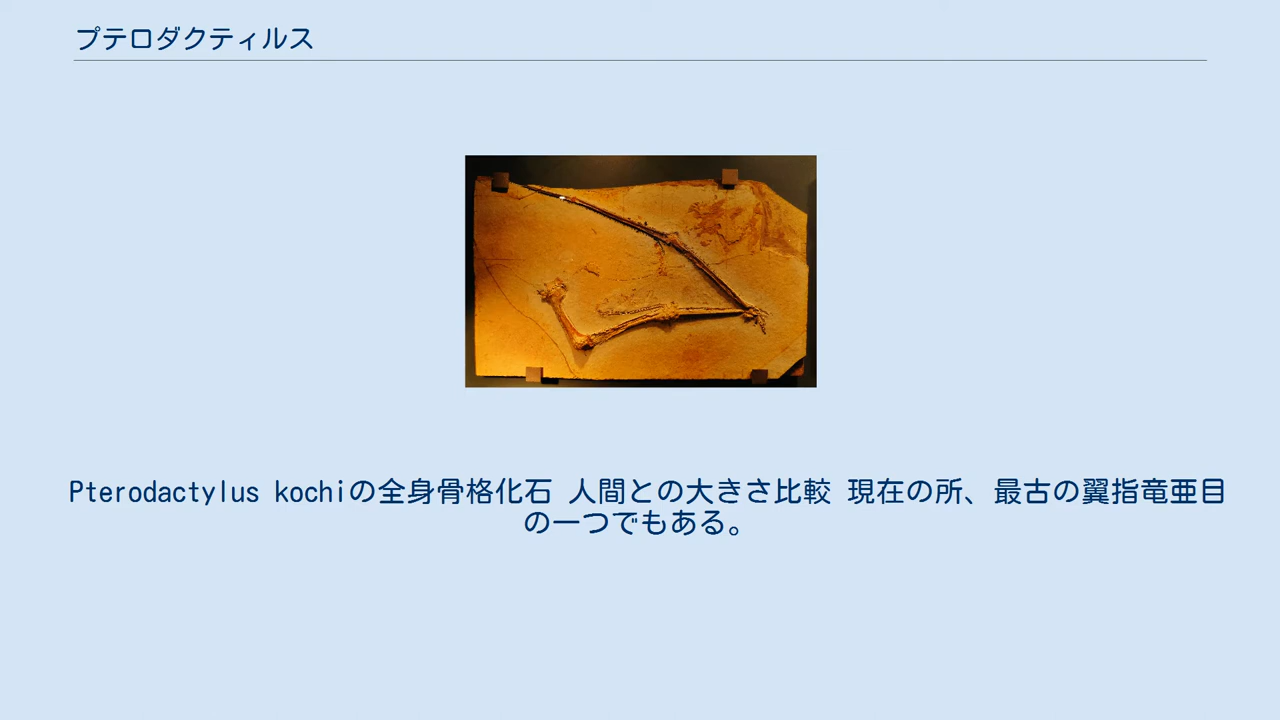 プテロダクティルス
Pterodactylus kochiの全身骨格化石 人間との大きさ比較 現在の所、最古の翼指竜亜目
の一つでもある。